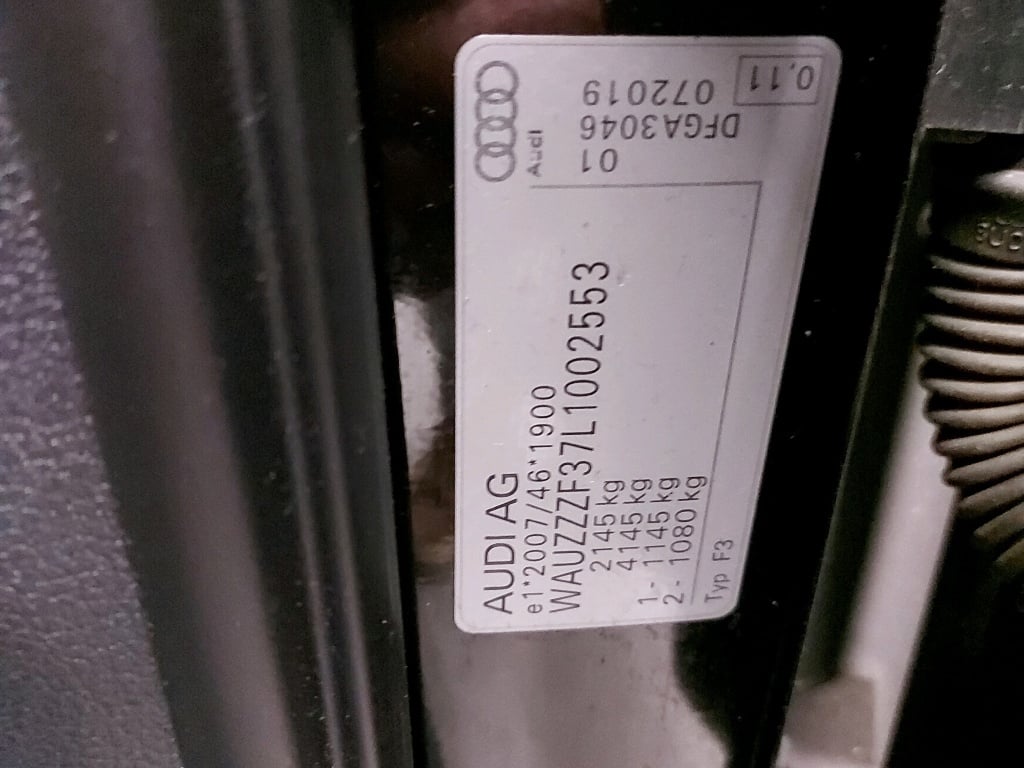 AUDI AG
e1*2007/46*1900
WAUZZZF37L1002553
2145 kg
4145 kg
1- 1145 kg
2- 1080 kg
Typ F3
Audi
01
DFGA3046
072019
0,11